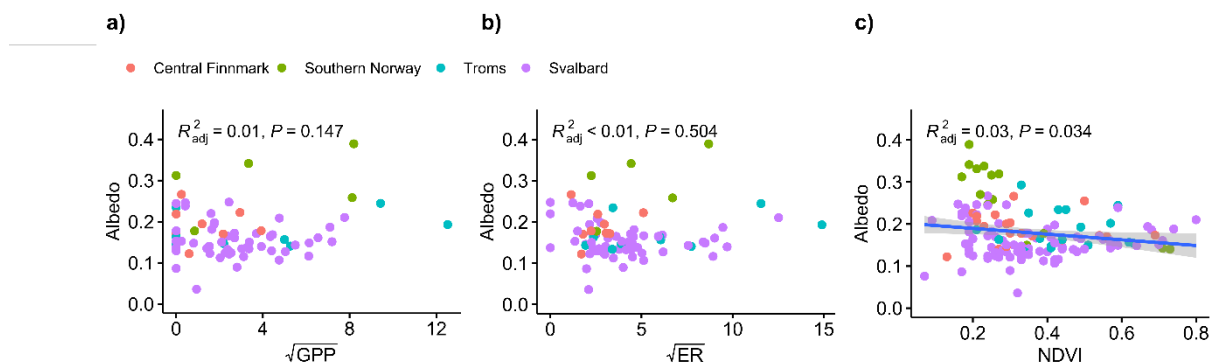 a) b) c)
Central Finnmark Southern Norway Troms Svalbard
R²adj = 0.01, P = 0.147
Albedo
0.4
0.3
0.2
0.1
0.0
0 4 8 12
√GPP
R²adj < 0.01, P = 0.504
Albedo
0.4
0.3
0.2
0.1
0.0
0 5 10 15
√ER
R²adj = 0.03, P = 0.034
Albedo
0.4
0.3
0.2
0.1
0.0
0.2 0.4 0.6 0.8
NDVI